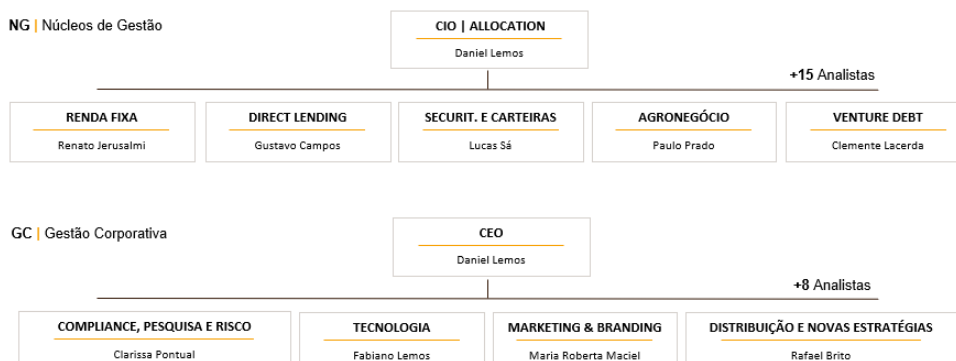 NG | Núcleos de Gestão
CIO | ALLOCATION
Daniel Lemos
+15 Analistas
RENDA FIXA
Renato Jerusalmi
DIRECT LENDING
Gustavo Campos
SECURIT. E CARTEIRAS
Lucas Sá
AGRONEGÓCIO
Paulo Prado
VENTURE DEBT
Clemente Lacerda
GC | Gestão Corporativa
CEO
Daniel Lemos
+8 Analistas
COMPLIANCE, PESQUISA E RISCO
Clarissa Pontual
TECNOLOGIA
Fabiano Lemos
MARKETING & BRANDING
Maria Roberta Maciel
DISTRIBUIÇÃO E NOVAS ESTRATÉGIAS
Rafael Brito